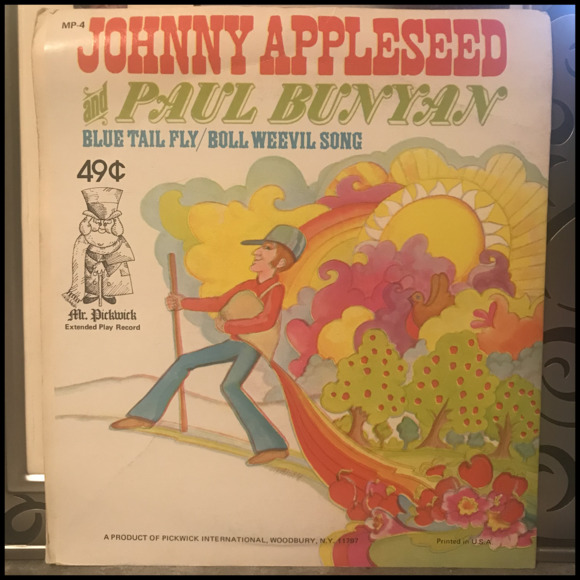 MP-4
JOHNNY APPLESEED
and PAUL BUNYAN
BLUE TAIL FLY/BOLL WEEVIL SONG
49¢
Mr. Pickwick
Extended Play Record
A PRODUCT OF PICKWICK INTERNATIONAL, WOODBURY, N.Y. 11797
Printed in U.S.A.